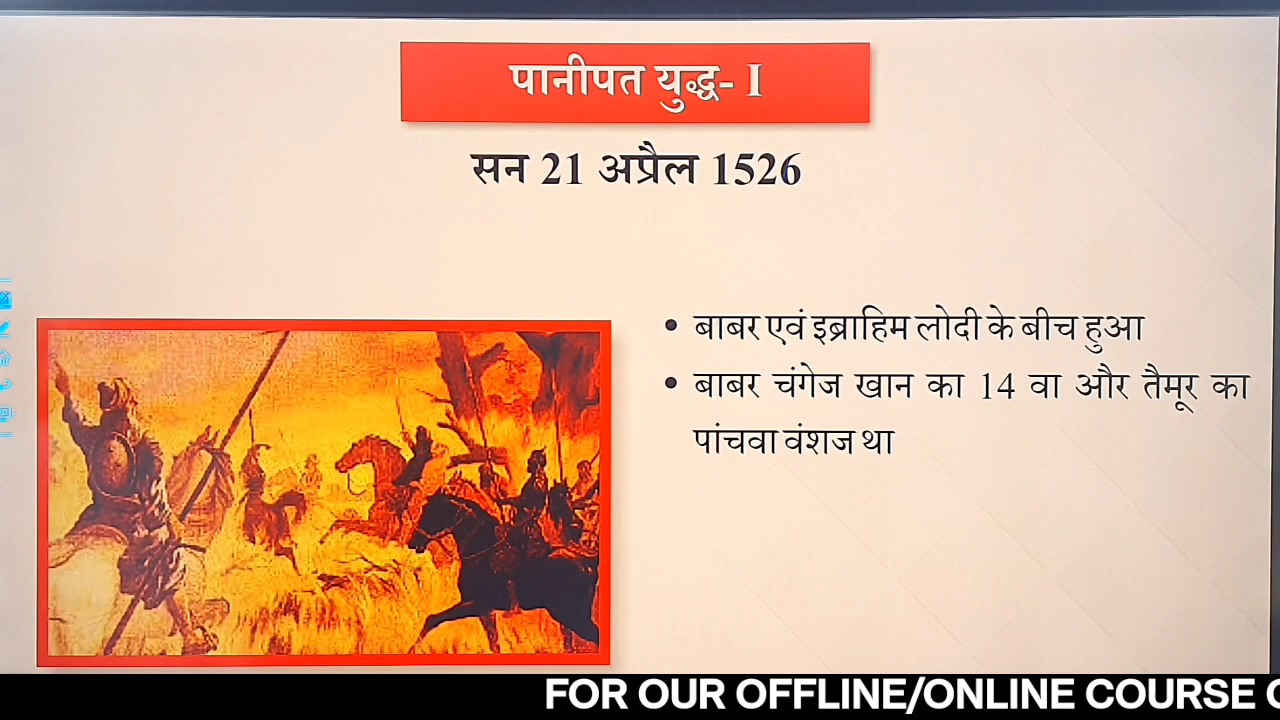 पानीपत युद्ध- I
सन 21 अप्रैल 1526
• बाबर एवं इब्राहिम लोदी के बीच हुआ
• बाबर चंगेज खान का 14 वा और तैमूर का
पांचवा वंशज था
FOR OUR OFFLINE/ONLINE COURSE